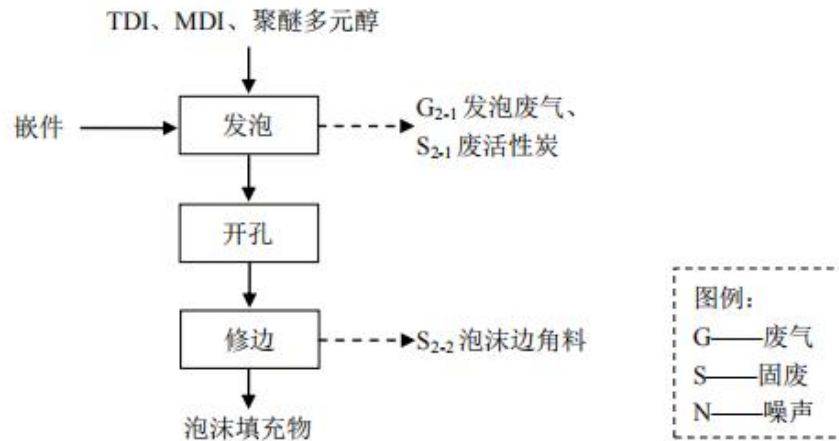 TDI、MDI、聚醚多元醇
嵌件
发泡
G2-1 发泡废气、
S2-1 废活性炭
开孔
修边
S2-2 泡沫边角料
泡沫填充物
图例：
G——废气
S——固废
N——噪声